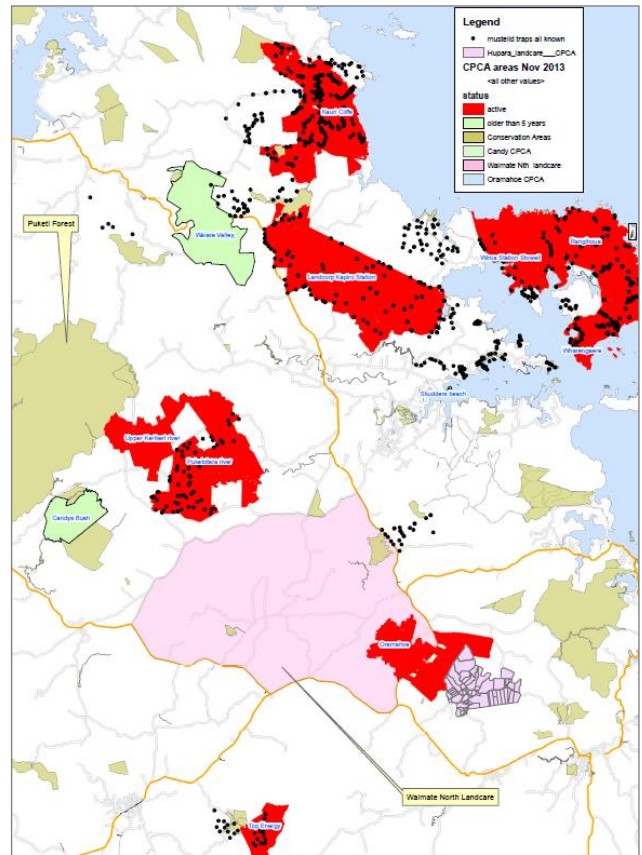 Legend
mustelid traps all known
Hupara_landcare___CPCA
CPCA areas Nov 2013
<all other values>
status
active
older than 5 years
Conservation Areas
Candy CPCA
Waimate Nth landcare
Oramahoe CPCA
Kauri Cliffs
Puketi Forest
Waiare Valley
Rangihoua
Wiroa Station Stowell
Landcorp Kapiro Station
Wharengaere
Skudders beach
Upper Kerikeri river
Puketotara river
Candys Bush
Oramahoe
Waimate North Landcare
Top Energy